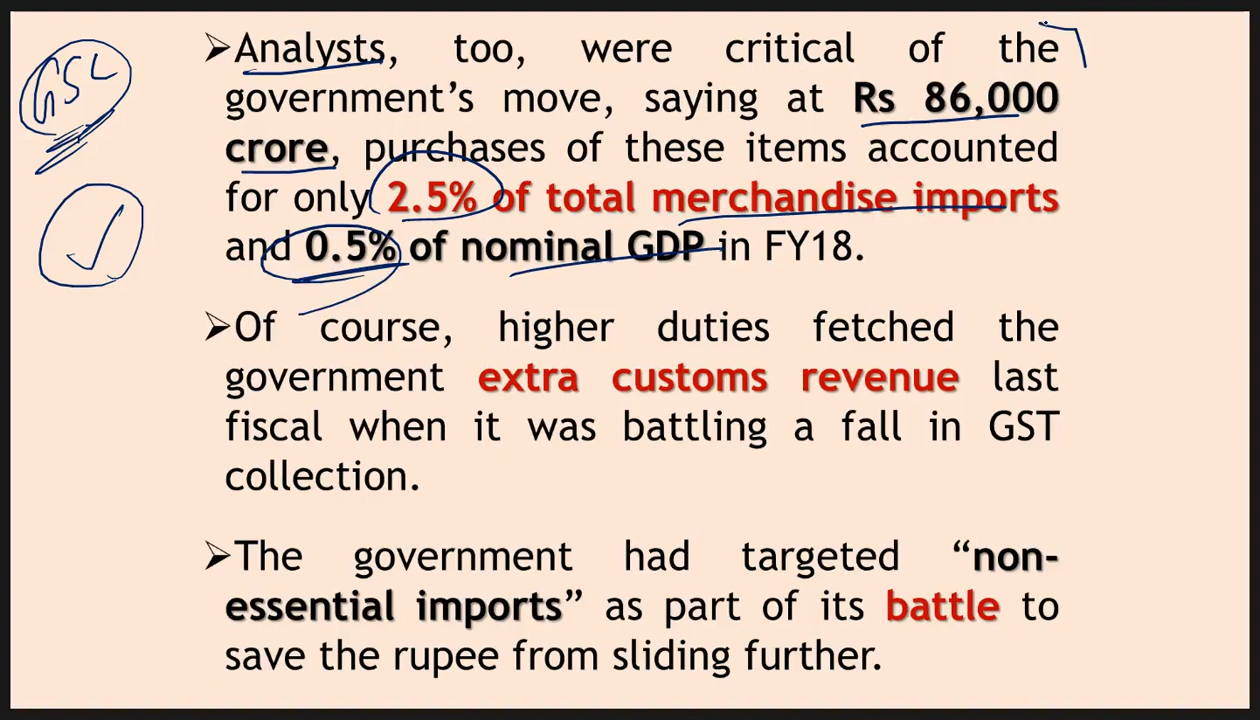 GSL
➢Analysts, too, were critical of the
government’s move, saying at Rs 86,000
crore, purchases of these items accounted
for only 2.5% of total merchandise imports
and 0.5% of nominal GDP in FY18.
➢Of course, higher duties fetched the
government extra customs revenue last
fiscal when it was battling a fall in GST
collection.
➢The government had targeted “non-
essential imports” as part of its battle to
save the rupee from sliding further.